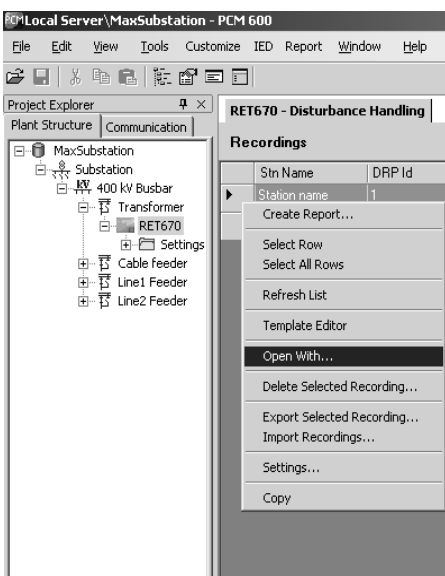 Local Server\MaxSubstation - PCM 600
File Edit View Tools Customize IED Report Window Help
Project Explorer
Plant Structure Communication
MaxSubstation
Substation
400 kV Busbar
Transformer
RET670
Settings
Cable feeder
Line1 Feeder
Line2 Feeder
RET670 - Disturbance Handling
Recordings
Stn Name DRP Id
Station name 1
Create Report...
Select Row
Select All Rows
Refresh List
Template Editor
Open With...
Delete Selected Recording...
Export Selected Recording...
Import Recordings...
Settings...
Copy